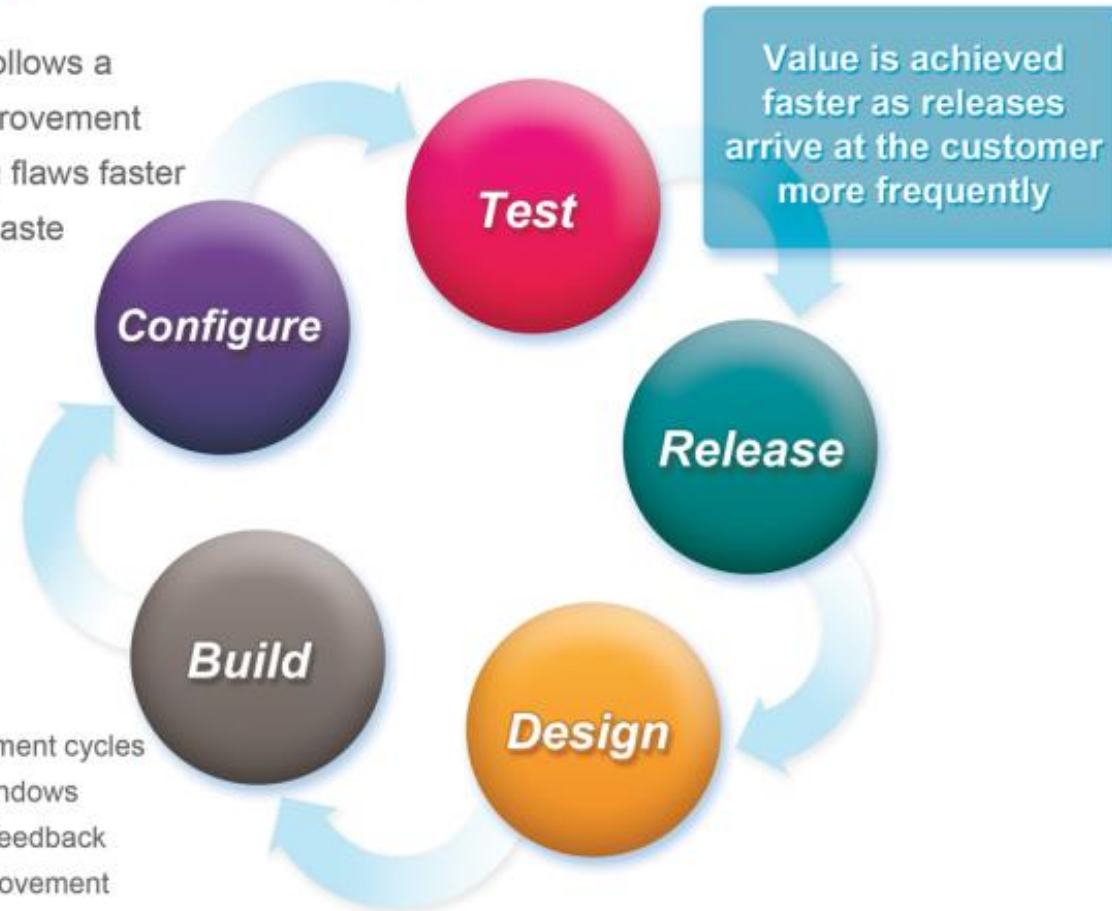 ollows a
rovement
flaws faster
aste
Value is achieved
faster as releases
arrive at the customer
more frequently
Test
Configure
Release
Build
Design
ment cycles
ndows
eedback
ovement